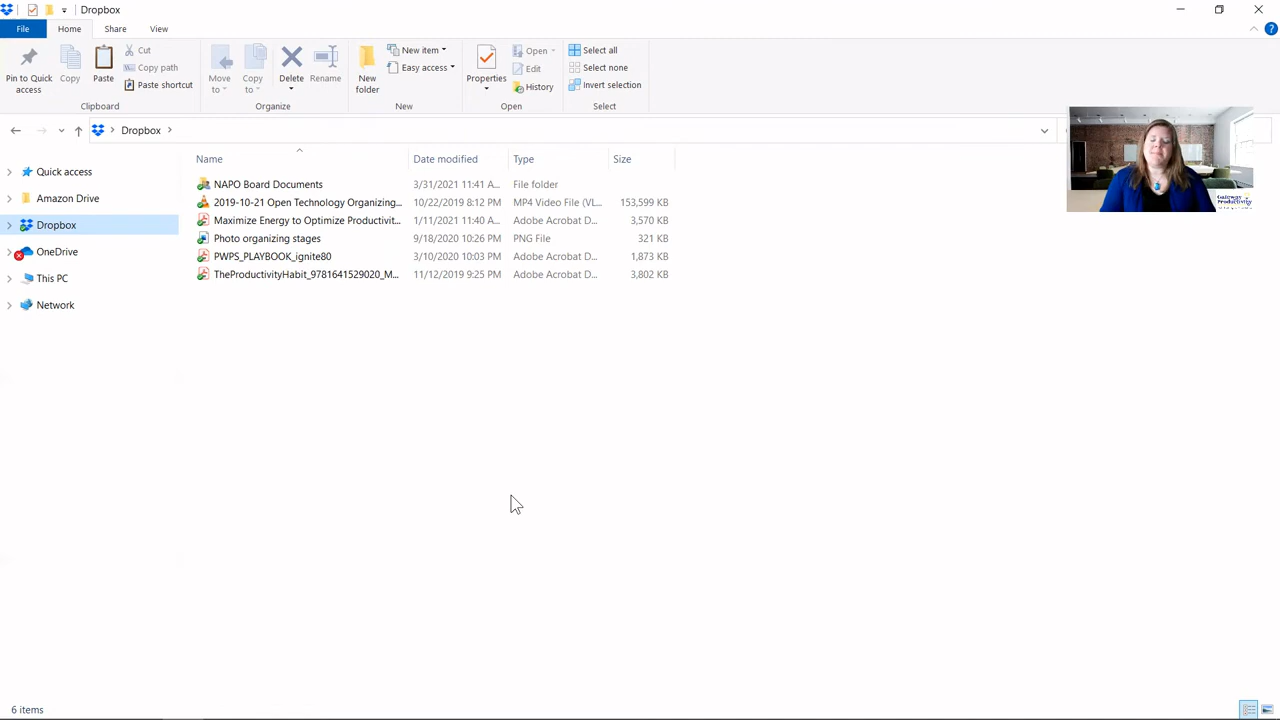 Dropbox
File Home Share View
Pin to Quick access
Copy
Paste
Cut
Copy path
Paste shortcut
Clipboard
Move to
Copy to
Delete
Rename
Organize
New folder
New item
Easy access
New
Properties
Open
Edit
History
Open
Select all
Select none
Invert selection
Select
Dropbox
Quick access
Amazon Drive
Dropbox
OneDrive
This PC
Network
Name Date modified Type Size
NAPO Board Documents 3/31/2021 11:41 A... File folder
2019-10-21 Open Technology Organizing... 10/22/2019 8:12 PM MP4 Video File (VL... 153,599 KB
Maximize Energy to Optimize Productivit... 1/11/2021 11:40 A... Adobe Acrobat D... 3,570 KB
Photo organizing stages 9/18/2020 10:26 PM PNG File 321 KB
PWPS_PLAYBOOK_ignite80 3/10/2020 10:03 PM Adobe Acrobat D... 1,873 KB
TheProductivityHabit_9781641529020_M... 11/12/2019 9:25 PM Adobe Acrobat D... 3,802 KB
Gateway
Productivity
6 items